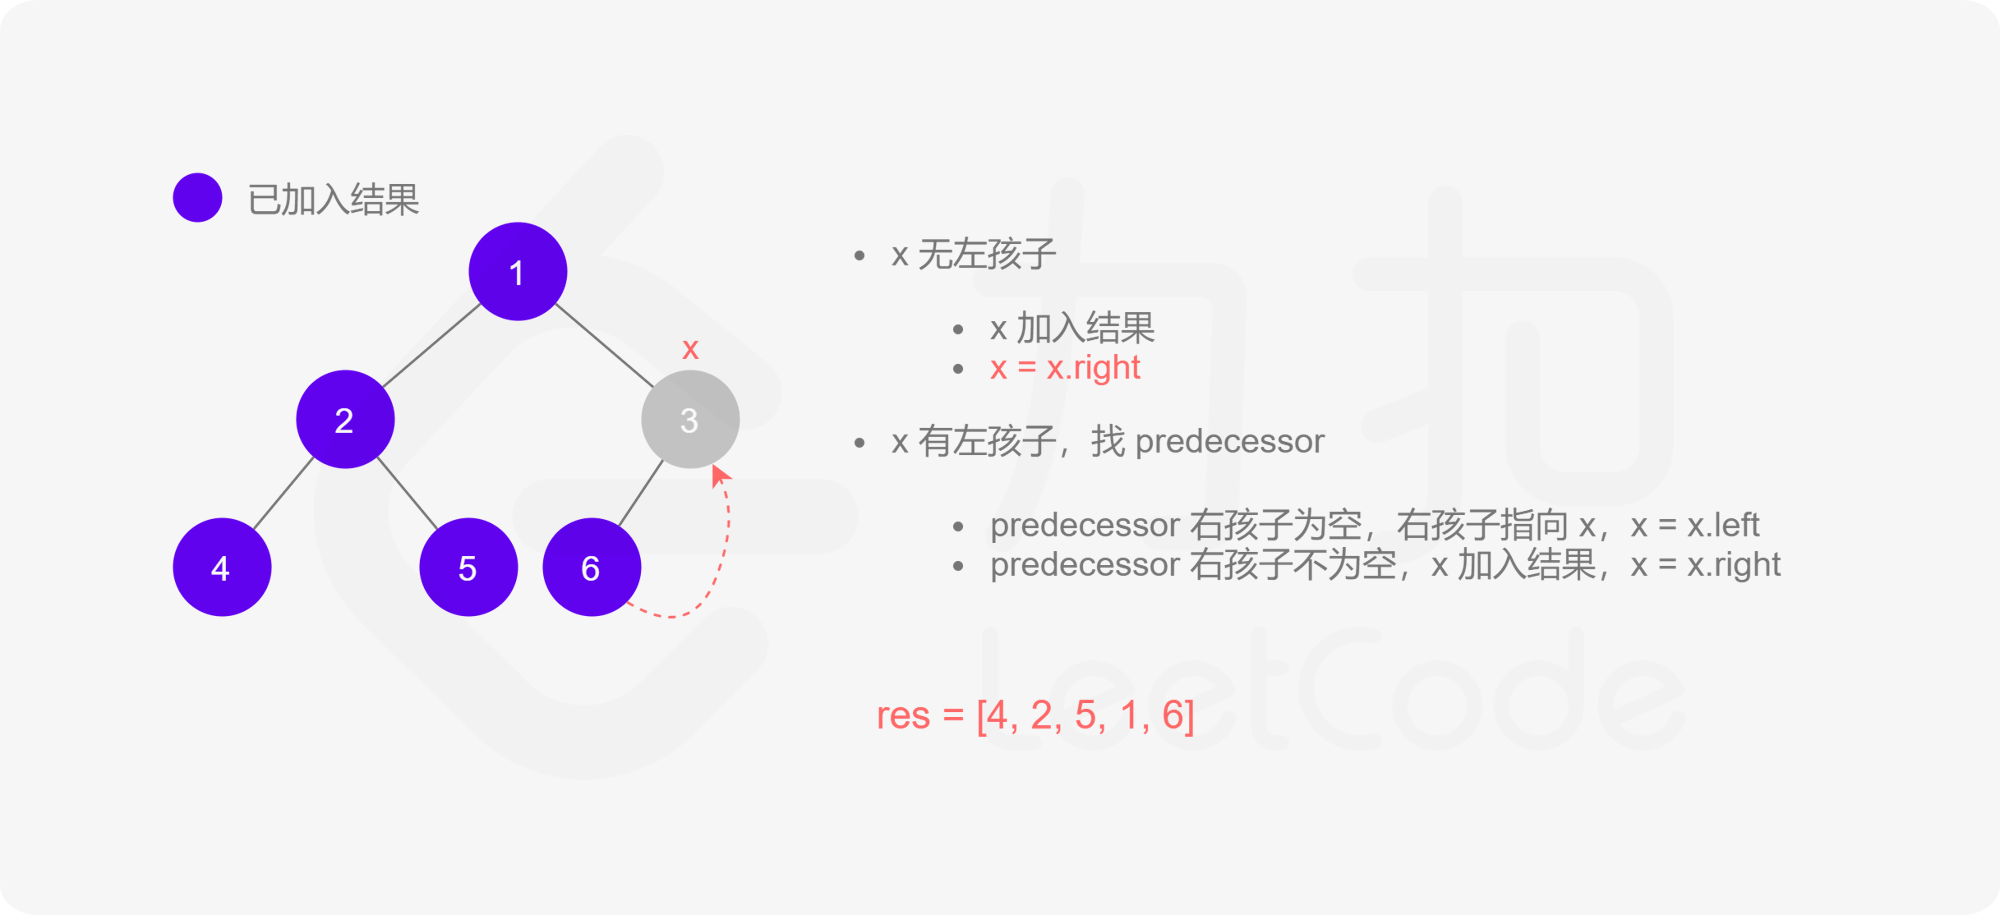 已加入结果
1
x
2
3
4
5
6
x 无左孩子
x 加入结果
x = x.right
x 有左孩子，找 predecessor
predecessor 右孩子为空，右孩子指向 x，x = x.left
predecessor 右孩子不为空，x 加入结果，x = x.right
res = [4, 2, 5, 1, 6]
力扣
LeetCode